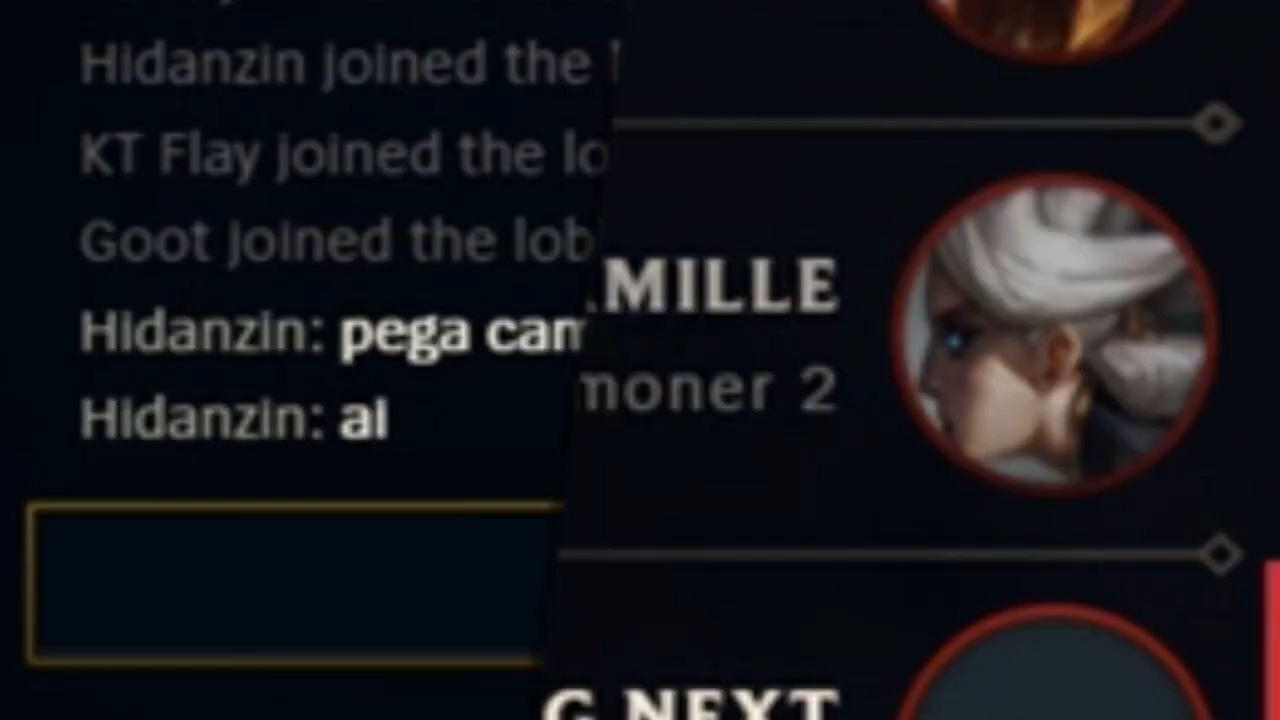 Hidanzin joined the l
KT Flay joined the lo
Goot joined the lob
Hidanzin: pega cam
Hidanzin: ai
MILLE
moner 2
G NEXT